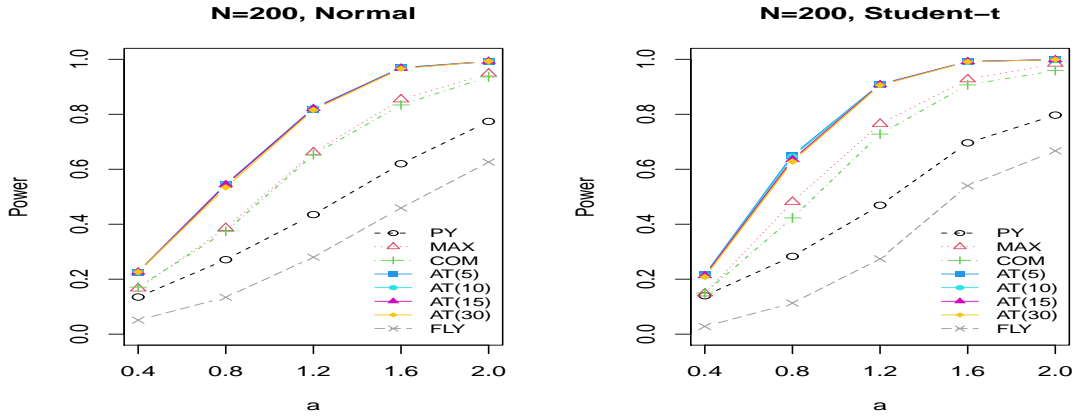 N=200, Normal
Power
0.0
0.2
0.4
0.6
0.8
1.0
PY
MAX
COM
AT(5)
AT(10)
AT(15)
AT(30)
FLY
0.4
0.8
1.2
1.6
2.0
a
N=200, Student−t
Power
0.0
0.2
0.4
0.6
0.8
1.0
PY
MAX
COM
AT(5)
AT(10)
AT(15)
AT(30)
FLY
0.4
0.8
1.2
1.6
2.0
a